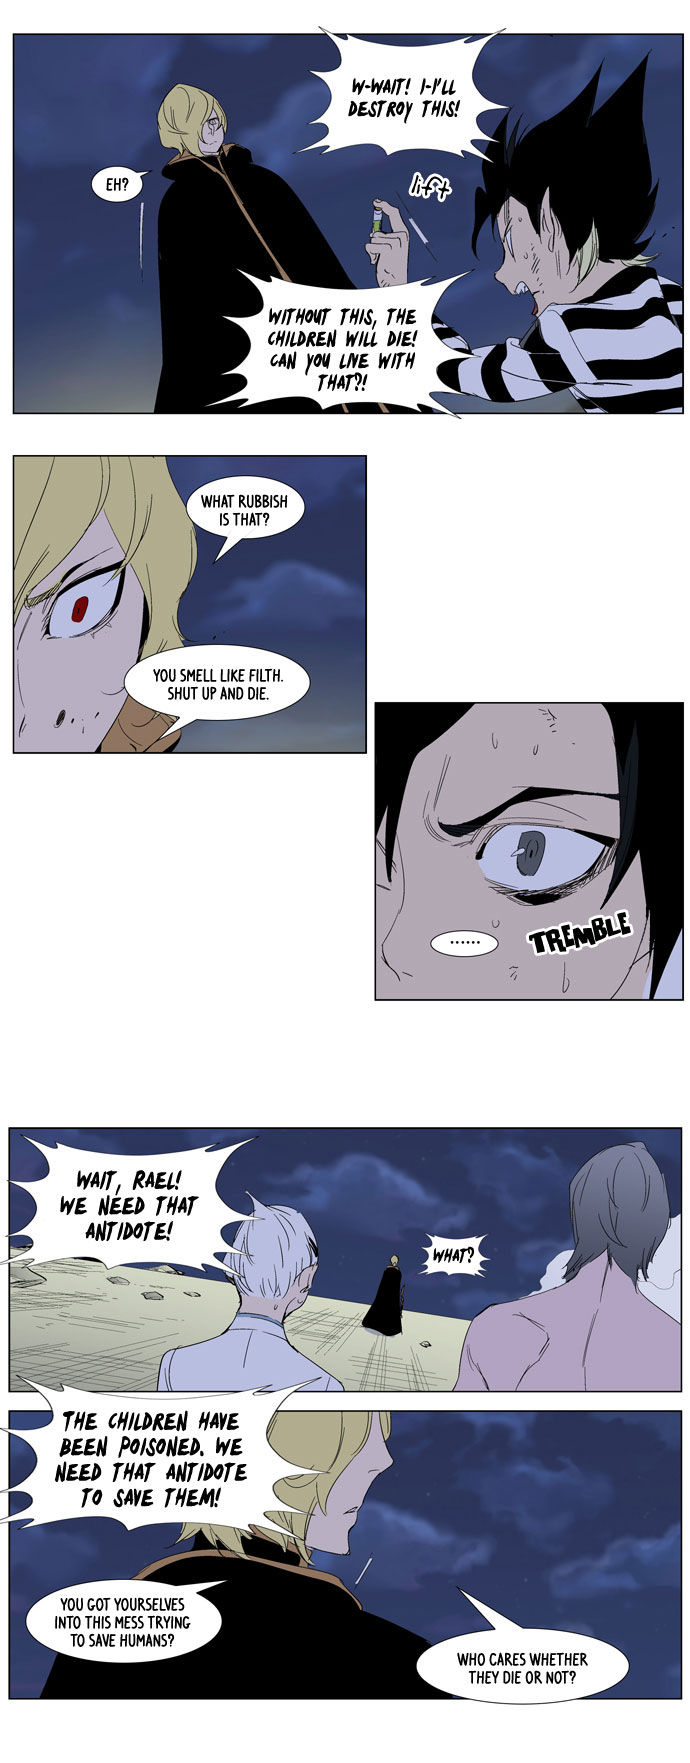 W-WAIT! I-I'LL
DESTROY THIS!
EH?
lift
WITHOUT THIS, THE
CHILDREN WILL DIE!
CAN YOU LIVE WITH
THAT?!
WHAT RUBBISH
IS THAT?
YOU SMELL LIKE FILTH.
SHUT UP AND DIE.
......
TREMBLE
WAIT, RAEL!
WE NEED THAT
ANTIDOTE!
WHAT?
THE CHILDREN HAVE
BEEN POISONED. WE
NEED THAT ANTIDOTE
TO SAVE THEM!
YOU GOT YOURSELVES
INTO THIS MESS TRYING
TO SAVE HUMANS?
WHO CARES WHETHER
THEY DIE OR NOT?